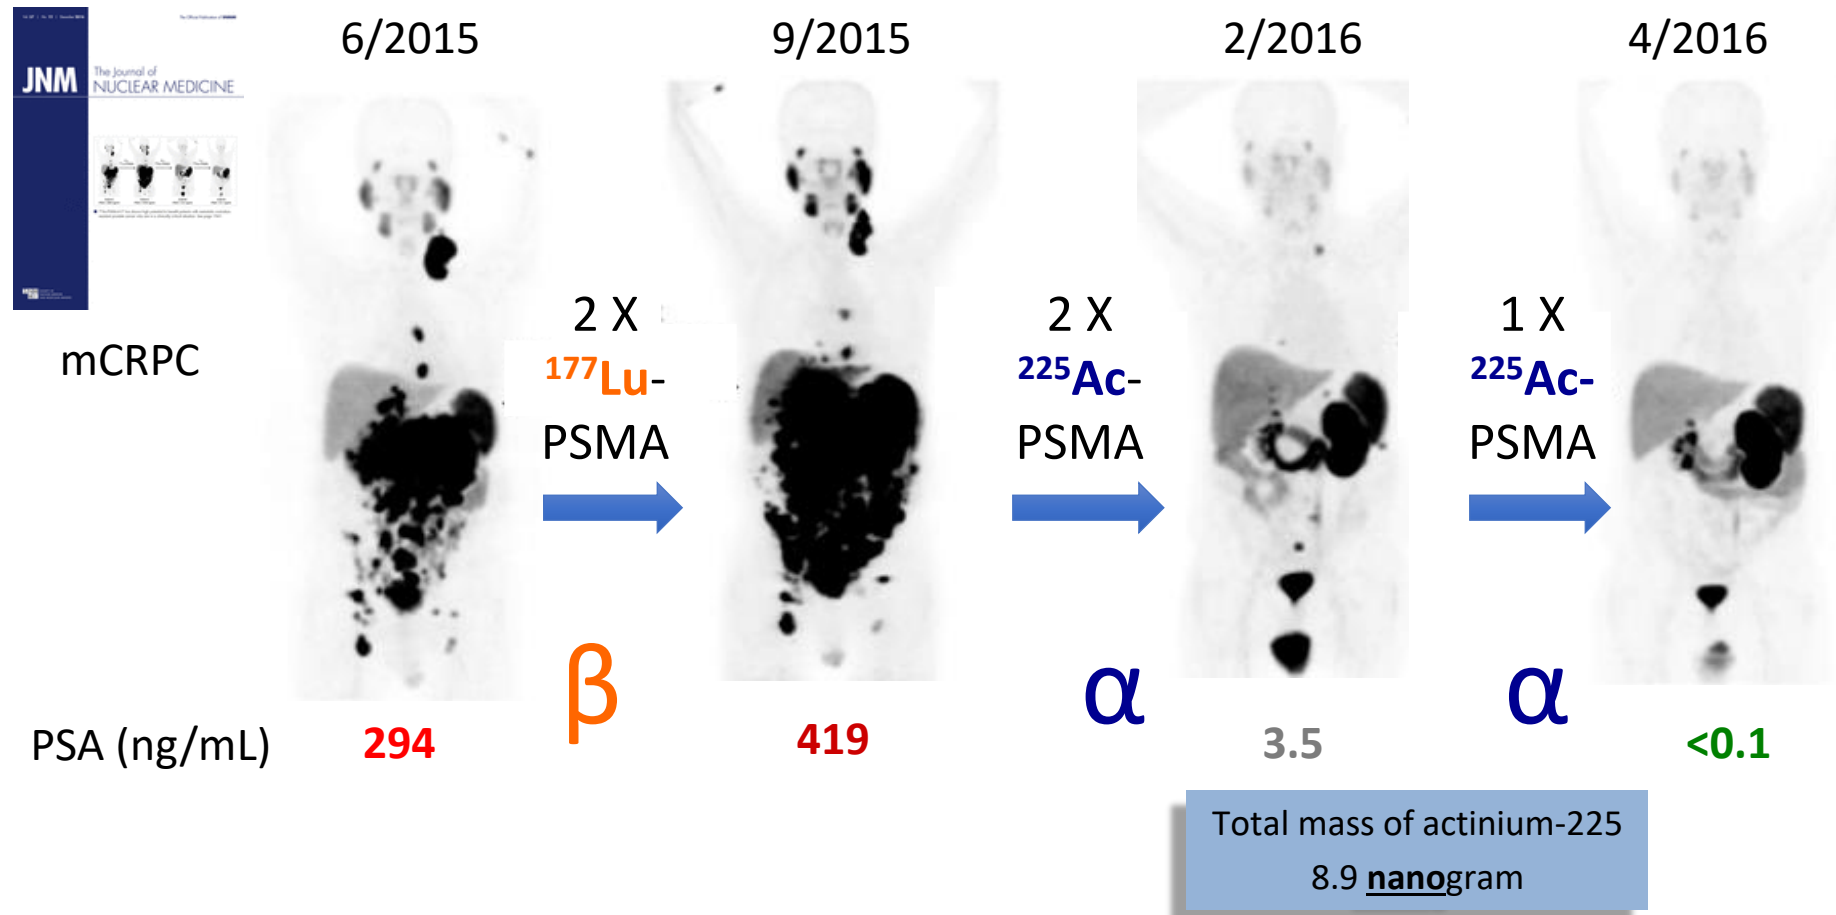 JNM
The Journal of
NUCLEAR MEDICINE
6/2015
9/2015
2/2016
4/2016
mCRPC
2 X
177Lu-
PSMA
2 X
225Ac-
PSMA
1 X
225Ac-
PSMA
β
α
α
PSA (ng/mL)
294
419
3.5
<0.1
Total mass of actinium-225
8.9 nanogram